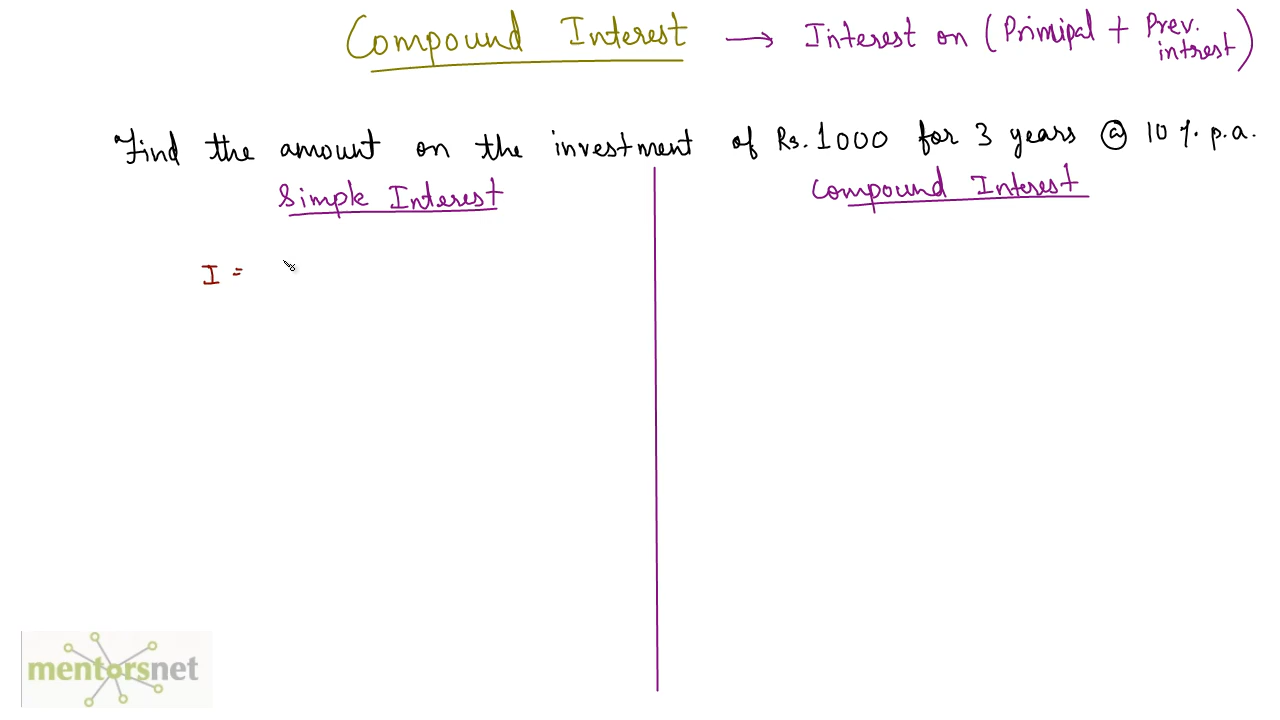 Compound Interest → Interest on (Primipal + Prev. intrest)
Find the amount on the investment of Rs. 1000 for 3 years @ 10 %. p.a.
Simple Interest
Compound Interest
I =
mentorsnet